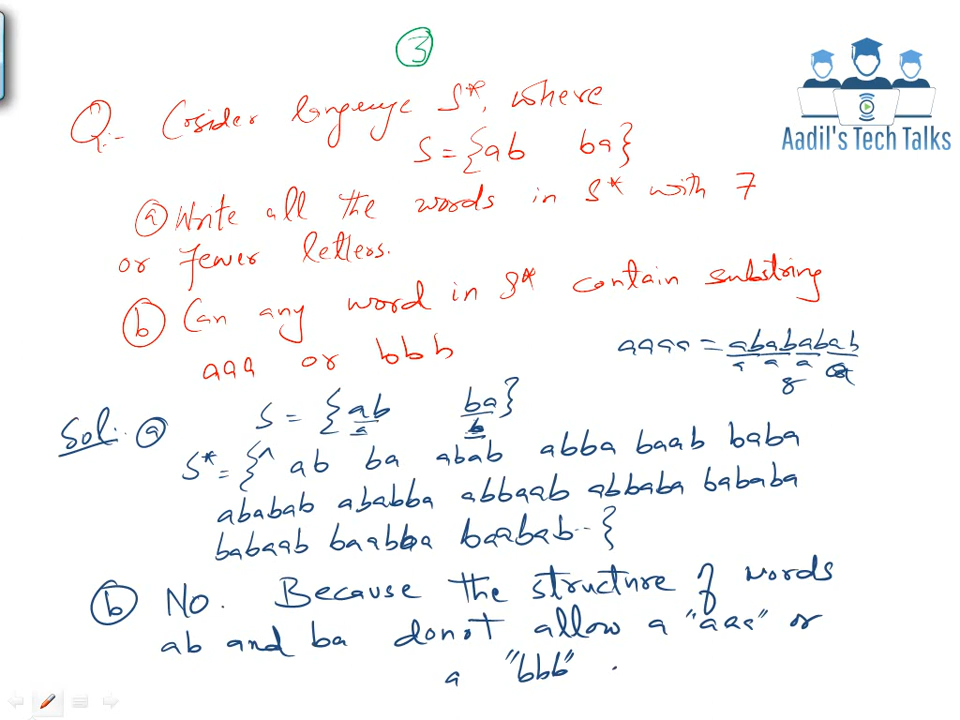 3
Aadil's Tech Talks
Q:- Cosider language S*, where
S = {ab ba}
a Write all the words in S* with 7
or fewer letters.
b Can any word in S* contain substring
aaa or bbb
aaaa = abababab
a a a a
8
Sol: a S = {ab ba}
a b
S* = {^ ab ba abab abba baab baba
ababab ababba abbaab abbaba bababa
babaab baabba baabab -- }
b No. Because the structure of words
ab and ba donot allow a "aaa" or
a "bbb" .